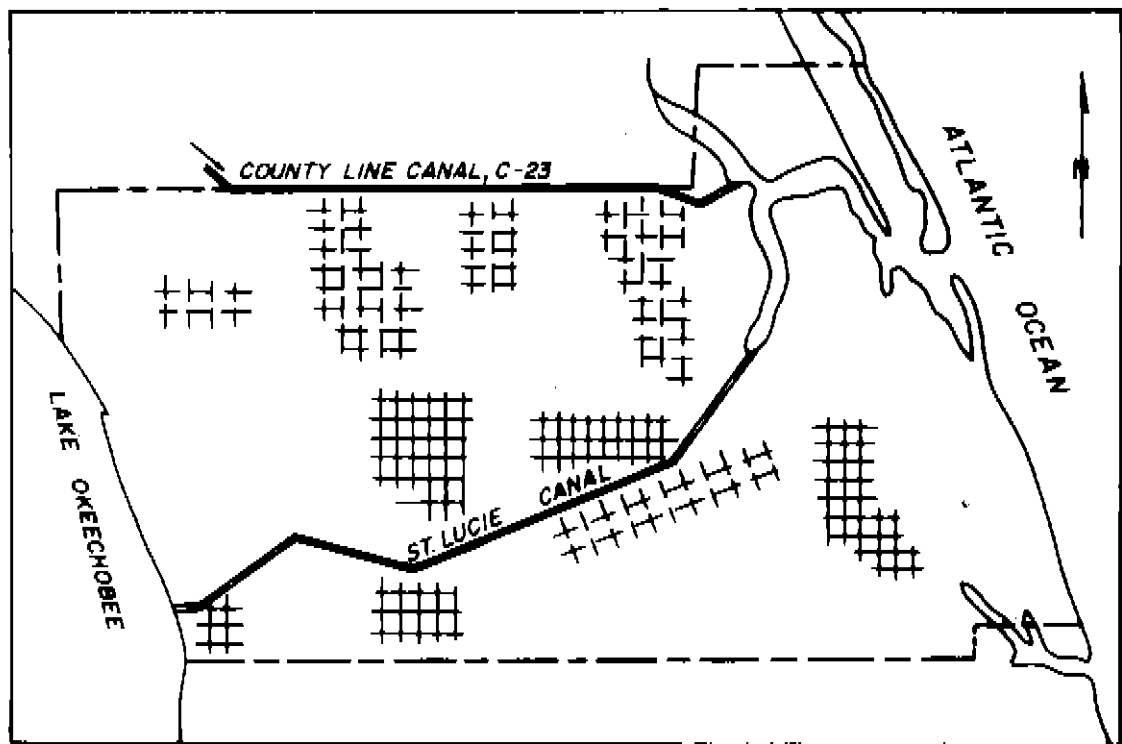 COUNTY LINE CANAL, C-23
ATLANTIC
OCEAN
LAKE OKEECHOBEE
ST. LUCIE CANAL